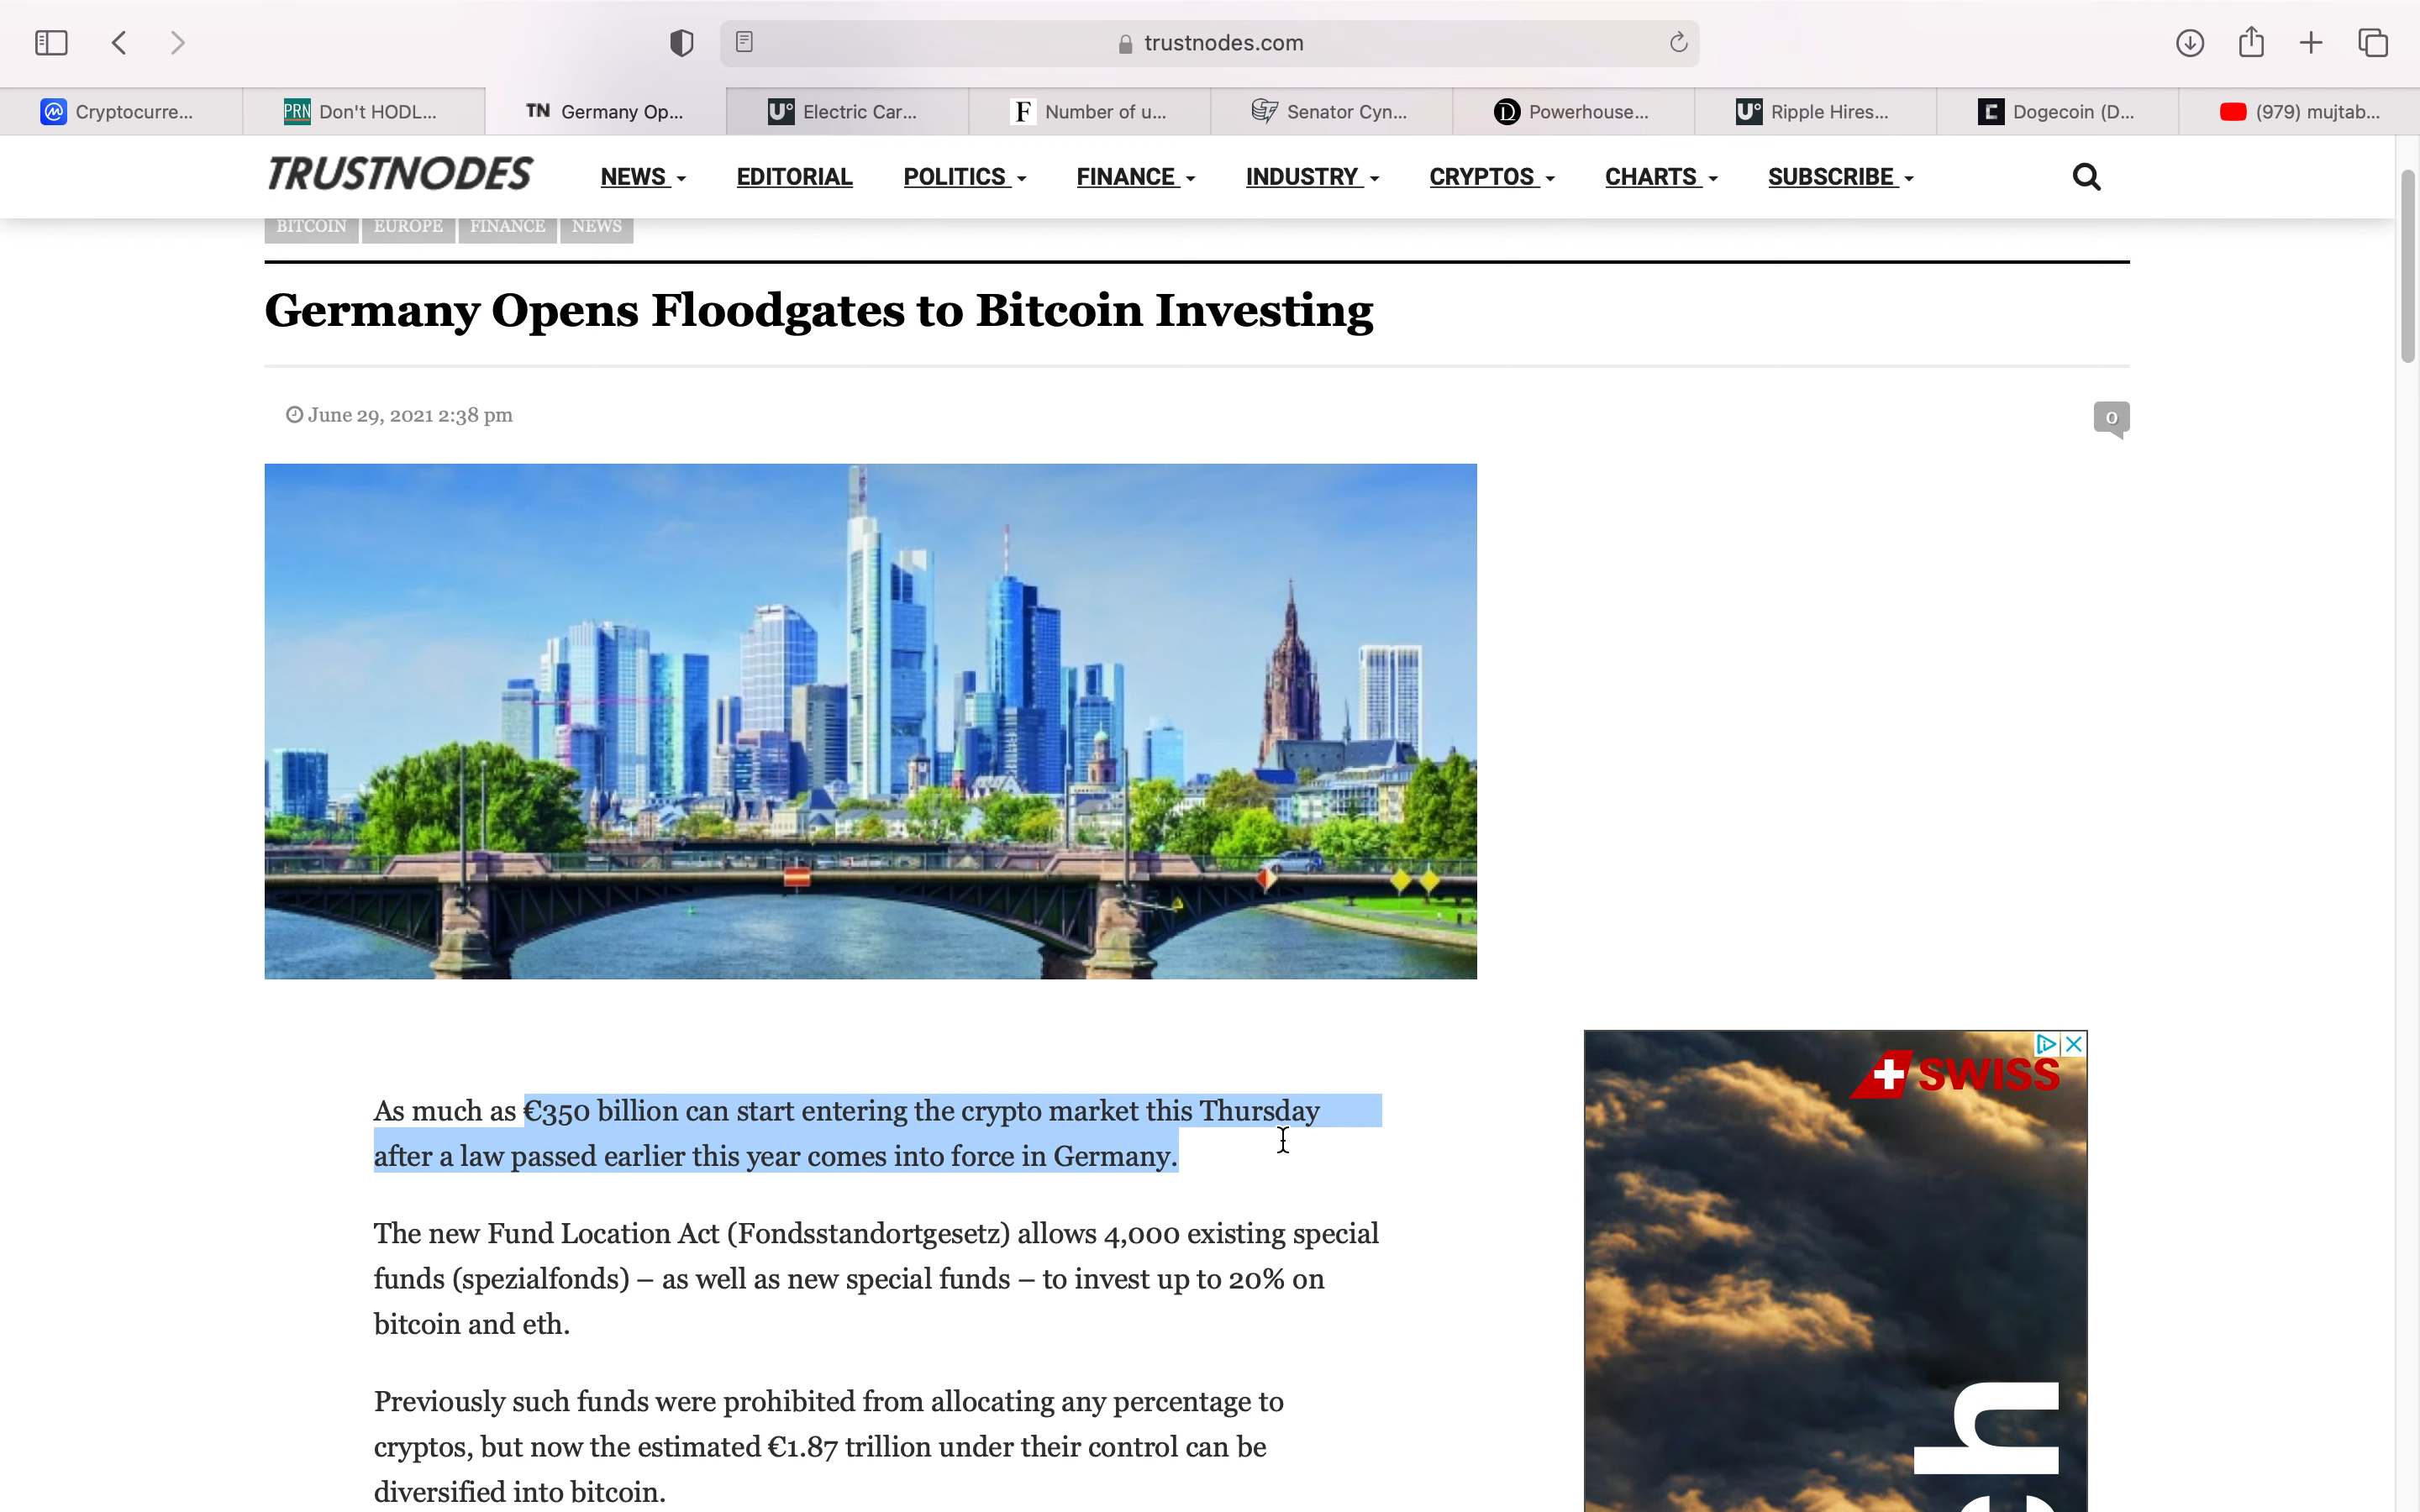 trustnodes.com
Cryptocurre...
PRN Don't HODL...
TN Germany Op...
U° Electric Car...
F Number of u...
Senator Cyn...
D Powerhouse...
U° Ripple Hires...
C Dogecoin (D...
(979) mujtab...
TRUSTNODES
NEWS
EDITORIAL
POLITICS
FINANCE
INDUSTRY
CRYPTOS
CHARTS
SUBSCRIBE
BITCOIN
EUROPE
FINANCE
NEWS
Germany Opens Floodgates to Bitcoin Investing
June 29, 2021 2:38 pm
0
As much as €350 billion can start entering the crypto market this Thursday
after a law passed earlier this year comes into force in Germany.
The new Fund Location Act (Fondsstandortgesetz) allows 4,000 existing special
funds (spezialfonds) – as well as new special funds – to invest up to 20% on
bitcoin and eth.
Previously such funds were prohibited from allocating any percentage to
cryptos, but now the estimated €1.87 trillion under their control can be
diversified into bitcoin.
SWISS